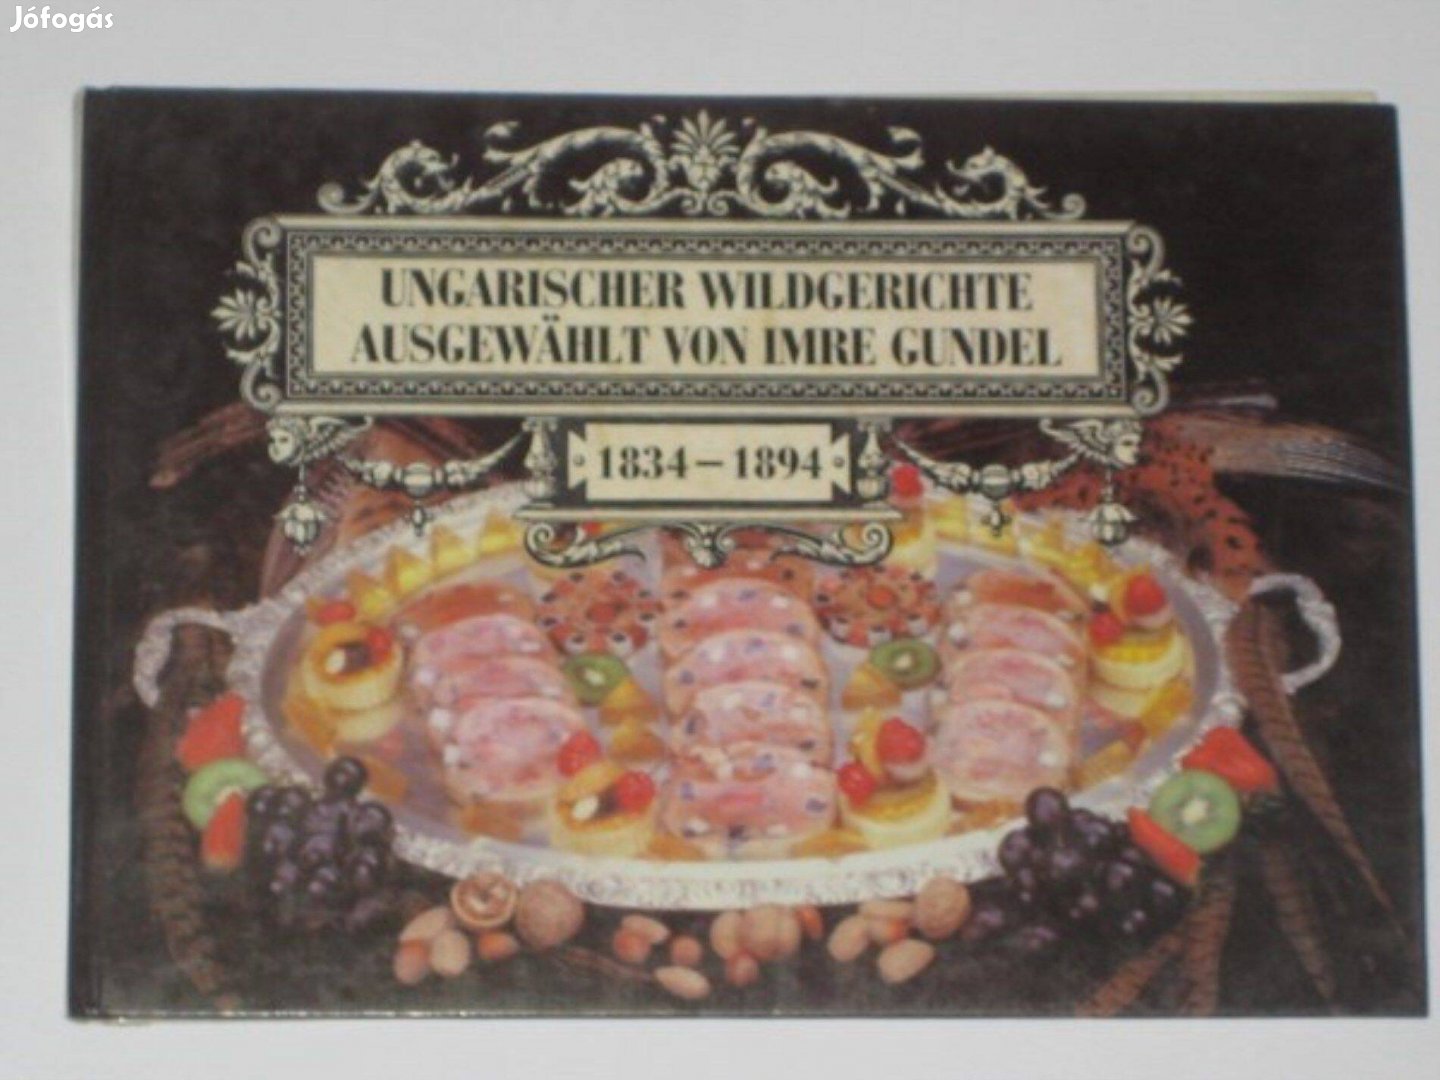 Jófogás
UNGARISCHER WILDGERICHTE
AUSGEWÄHLT VON IMRE GUNDEL
1834 – 1894